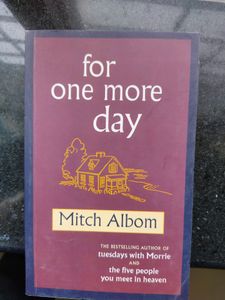 for
one more
day
Mitch Albom
THE BESTSELLING AUTHOR OF
tuesdays with Morrie
AND
the five people
you meet in heaven